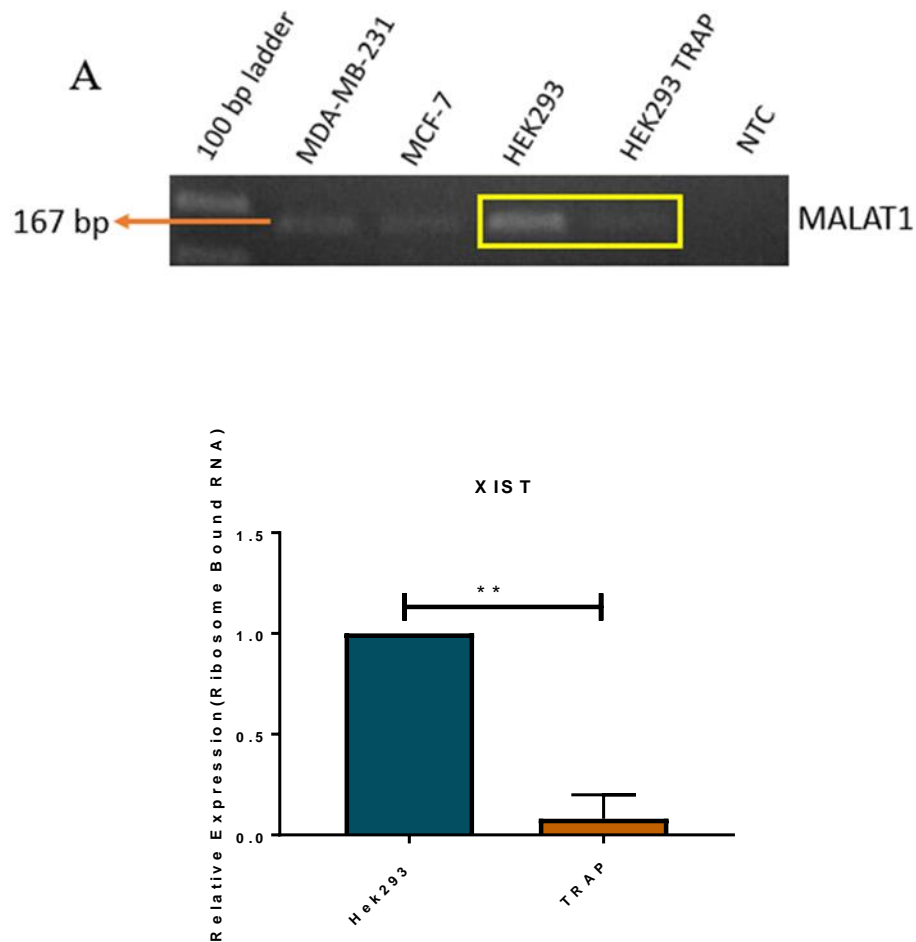 A
100 bp ladder
MDA-MB-231
MCF-7
HEK293
HEK293 TRAP
NTC
167 bp
MALAT1
XIST
Relative Expression(Ribosome Bound RNA)
1.5
**
1.0
0.5
0.0
Hek293
TRAP